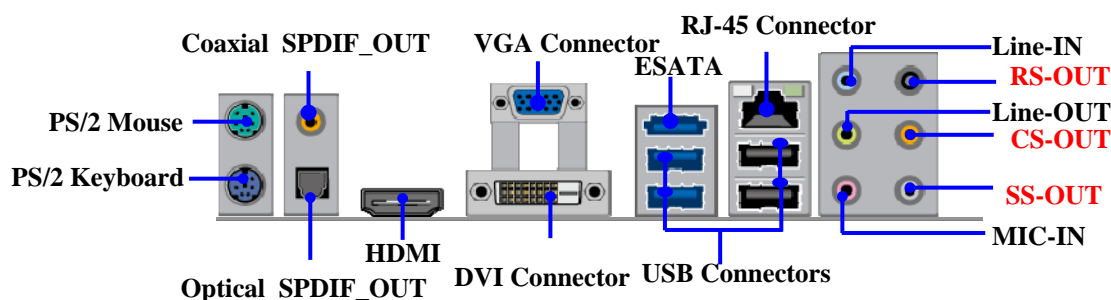 Coaxial SPDIF_OUT
VGA Connector
RJ-45 Connector
ESATA
Line-IN
RS-OUT
Line-OUT
CS-OUT
SS-OUT
MIC-IN
PS/2 Mouse
PS/2 Keyboard
HDMI
Optical SPDIF_OUT
DVI Connector
USB Connectors